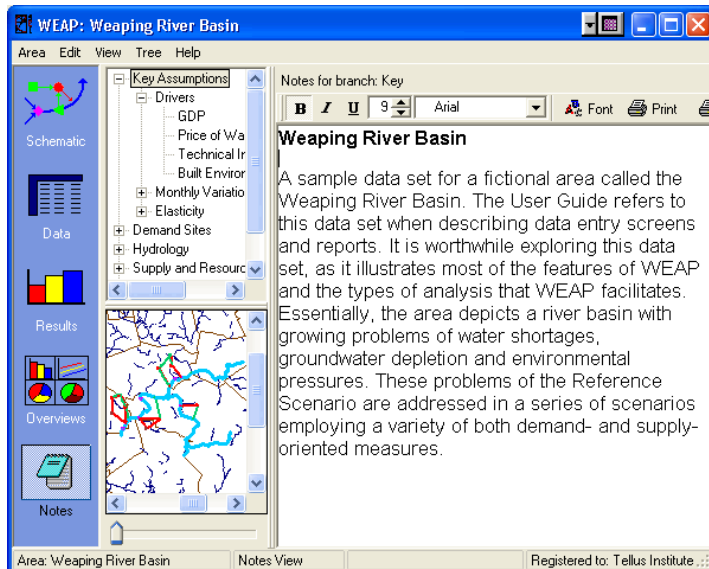 WEAP: Weaping River Basin
Area Edit View Tree Help
Schematic
Data
Results
Overviews
Notes
Key Assumptions
Drivers
GDP
Price of Wa
Technical Ir
Built Enviror
Monthly Variatio
Elasticity
Demand Sites
Hydrology
Supply and Resourc
Notes for branch: Key
B I U 9 Arial Font Print
Weaping River Basin
A sample data set for a fictional area called the
Weaping River Basin. The User Guide refers to
this data set when describing data entry screens
and reports. It is worthwhile exploring this data
set, as it illustrates most of the features of WEAP
and the types of analysis that WEAP facilitates.
Essentially, the area depicts a river basin with
growing problems of water shortages,
groundwater depletion and environmental
pressures. These problems of the Reference
Scenario are addressed in a series of scenarios
employing a variety of both demand- and supply-
oriented measures.
Area: Weaping River Basin Notes View Registered to: Tellus Institute